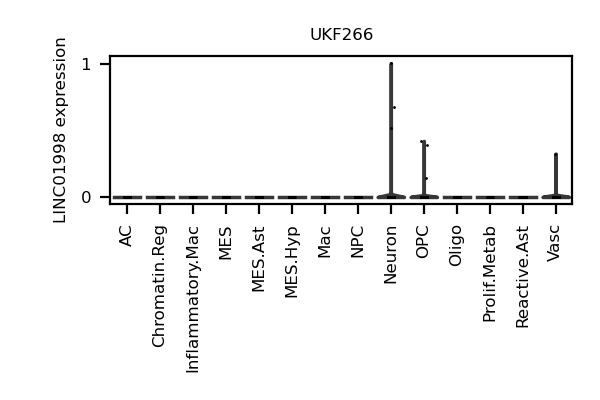 UKF266
LINC01998 expression
1
0
AC
Chromatin.Reg
Inflammatory.Mac
MES
MES.Ast
MES.Hyp
Mac
NPC
Neuron
OPC
Oligo
Prolif.Metab
Reactive.Ast
Vasc